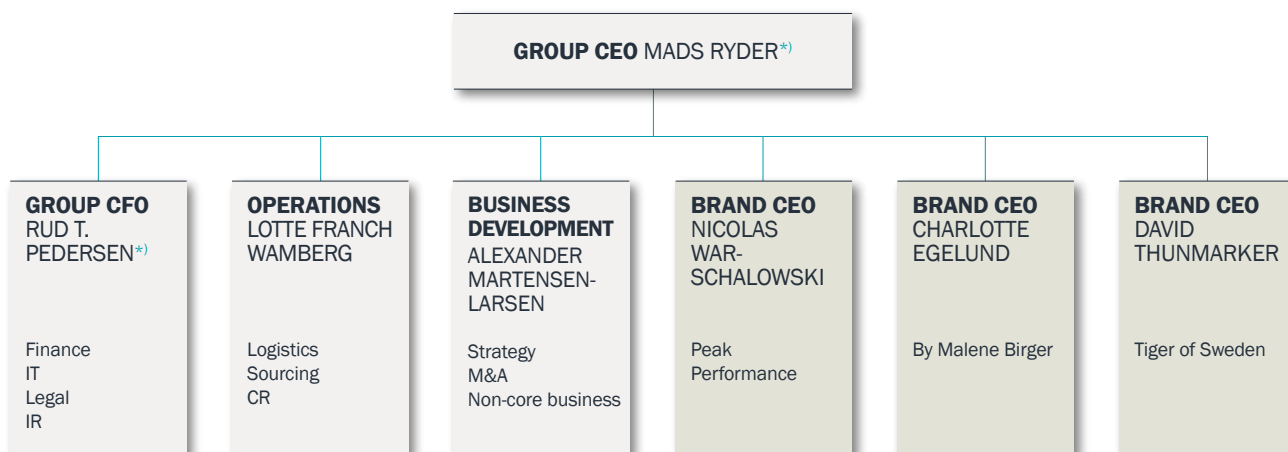 GROUP CEO MADS RYDER*)
GROUP CFO
RUD T.
PEDERSEN*)
Finance
IT
Legal
IR
OPERATIONS
LOTTE FRANCH
WAMBERG
Logistics
Sourcing
CR
BUSINESS
DEVELOPMENT
ALEXANDER
MARTENSEN-
LARSEN
Strategy
M&A
Non-core business
BRAND CEO
NICOLAS
WAR-
SCHALOWSKI
Peak
Performance
BRAND CEO
CHARLOTTE
EGELUND
By Malene Birger
BRAND CEO
DAVID
THUNMARKER
Tiger of Sweden